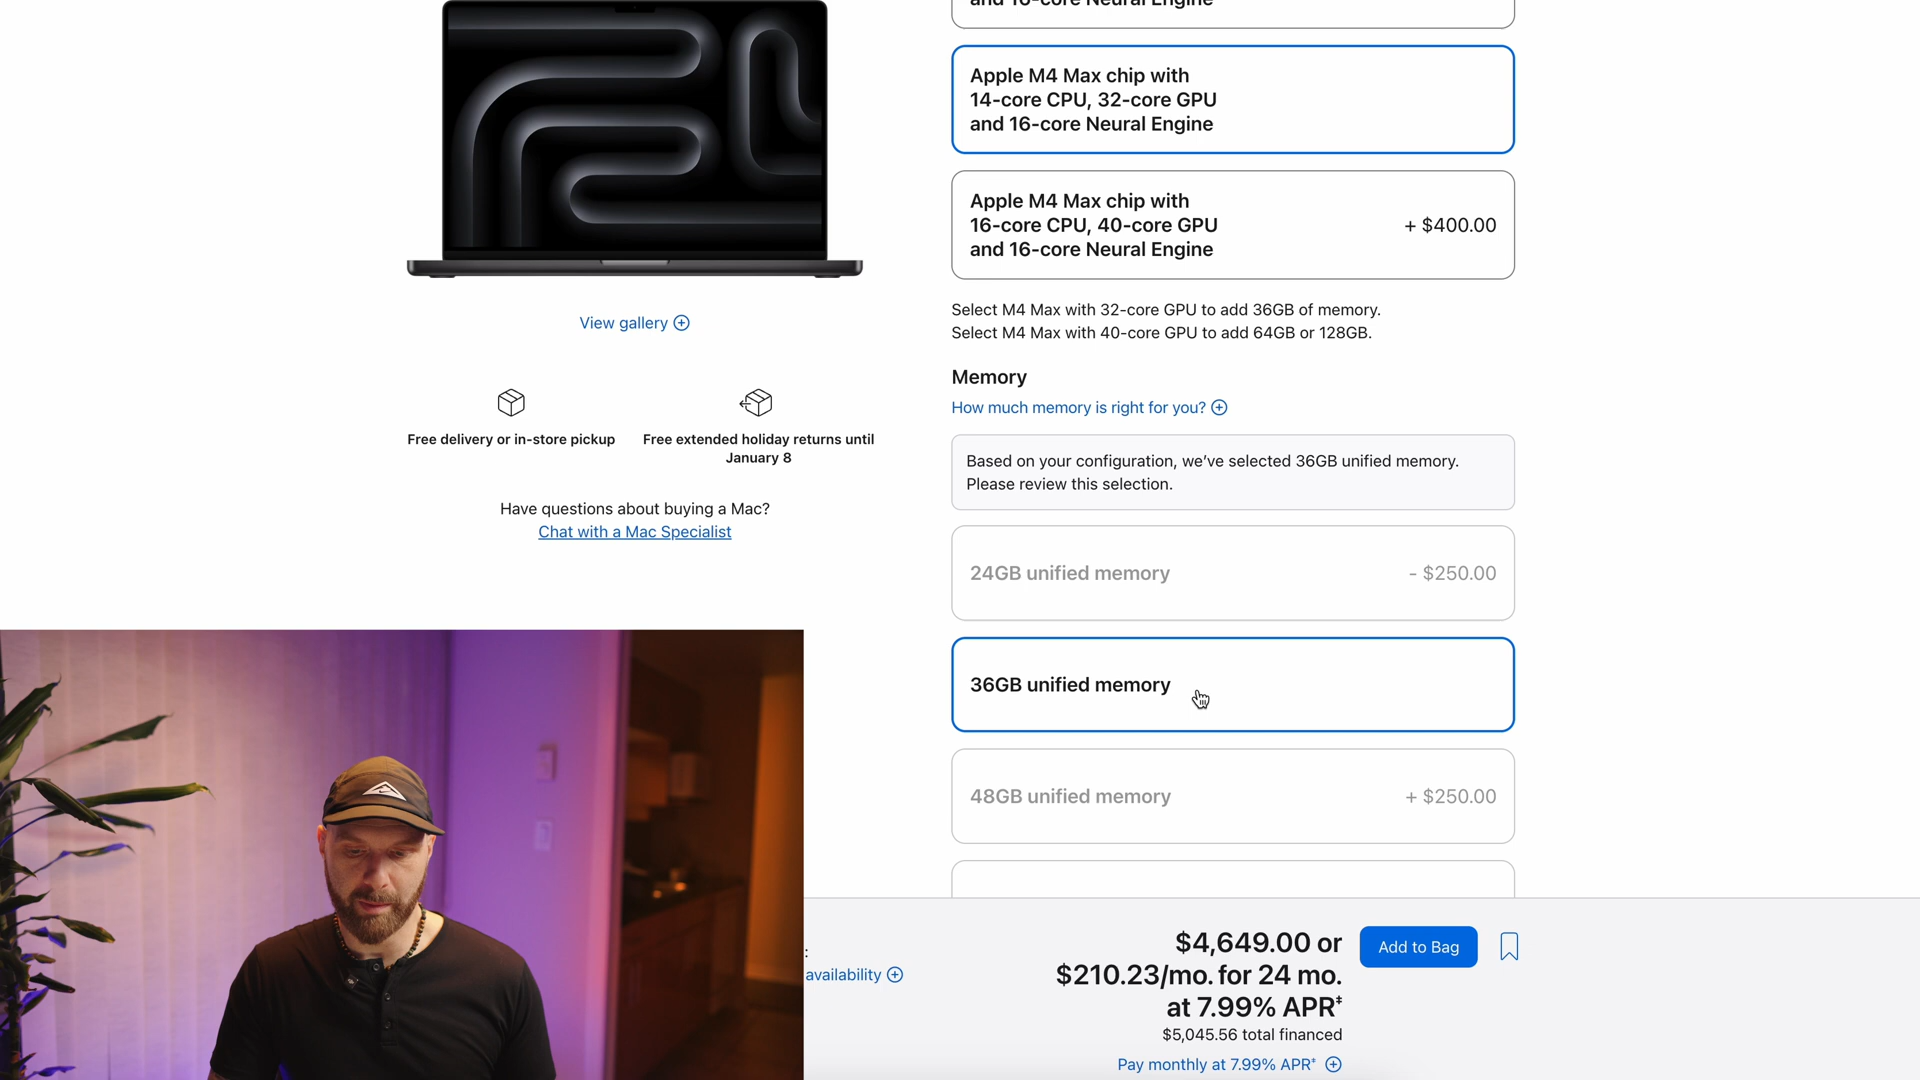 Apple M4 Max chip with
14-core CPU, 32-core GPU
and 16-core Neural Engine
Apple M4 Max chip with
16-core CPU, 40-core GPU
and 16-core Neural Engine
+ $400.00
Select M4 Max with 32-core GPU to add 36GB of memory.
Select M4 Max with 40-core GPU to add 64GB or 128GB.
View gallery
Free delivery or in-store pickup
Free extended holiday returns until
January 8
Have questions about buying a Mac?
Chat with a Mac Specialist
Memory
How much memory is right for you?
Based on your configuration, we’ve selected 36GB unified memory.
Please review this selection.
24GB unified memory
- $250.00
36GB unified memory
48GB unified memory
+ $250.00
:
availability
$4,649.00 or
$210.23/mo. for 24 mo.
at 7.99% APR‡
$5,045.56 total financed
Pay monthly at 7.99% APR‡
Add to Bag